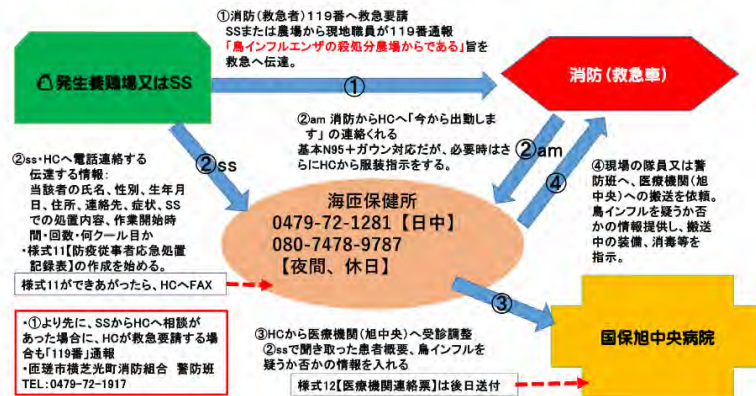 ①消防(救急者)119番へ救急要請
SSまたは農場から現地職員が119番通報
「鳥インフルエンザの殺処分農場からである」旨を
救急へ伝達。
発生養鶏場又はSS
①
消防(救急車)
②am 消防からHCへ「今から出動しま
す」の連絡くれる
基本N95+ガウン対応だが、必要時はさ
らにHCから服装指示をする。
②ss
②am
④
②ss・HCへ電話連絡する
伝達する情報:
当該者の氏名、性別、生年月
日、住所、連絡先、症状、SS
での処置内容、作業開始時
間・回数・何クール目か
・様式11【防疫従事者応急処置
記録表】の作成を始める。
様式11ができあがったら、HCへFAX
海匝保健所
0479-72-1281【日中】
080-7478-9787
【夜間、休日】
④現場の隊員又は警
防班へ、医療機関(旭
中央)への搬送を依頼。
鳥インフルを疑うか否
かの情報提供し、搬送
中の装備、消毒等を
指示。
③
・①より先に、SSからHCへ相談が
あった場合に、HCが救急要請する場
合も「119番」通報
・匝瑳市横芝光町消防組合 警防班
TEL:0479-72-1917
③HCから医療機関(旭中央)へ受診調整
②ssで聞き取った患者概要、鳥インフルを
疑うか否かの情報を入れる
様式12【医療機関連絡票】は後日送付
国保旭中央病院